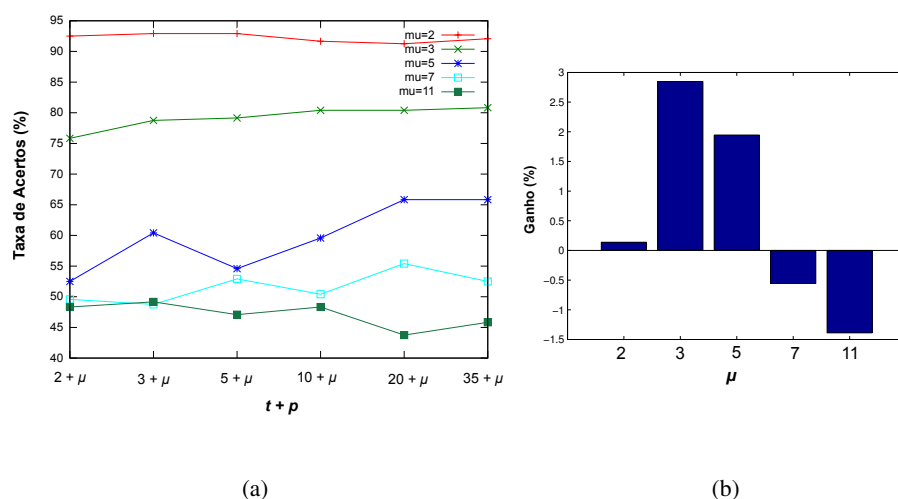 95
90
85
80
75
70
65
60
55
50
45
40
Taxa de Acertos (%)
mu=2
mu=3
mu=5
mu=7
mu=11
2 + μ
3 + μ
5 + μ
10 + μ
20 + μ
35 + μ
t + p
(a)
3
2.5
2
1.5
1
0.5
0
−0.5
−1
−1.5
Ganho (%)
2
3
5
7
11
μ
(b)